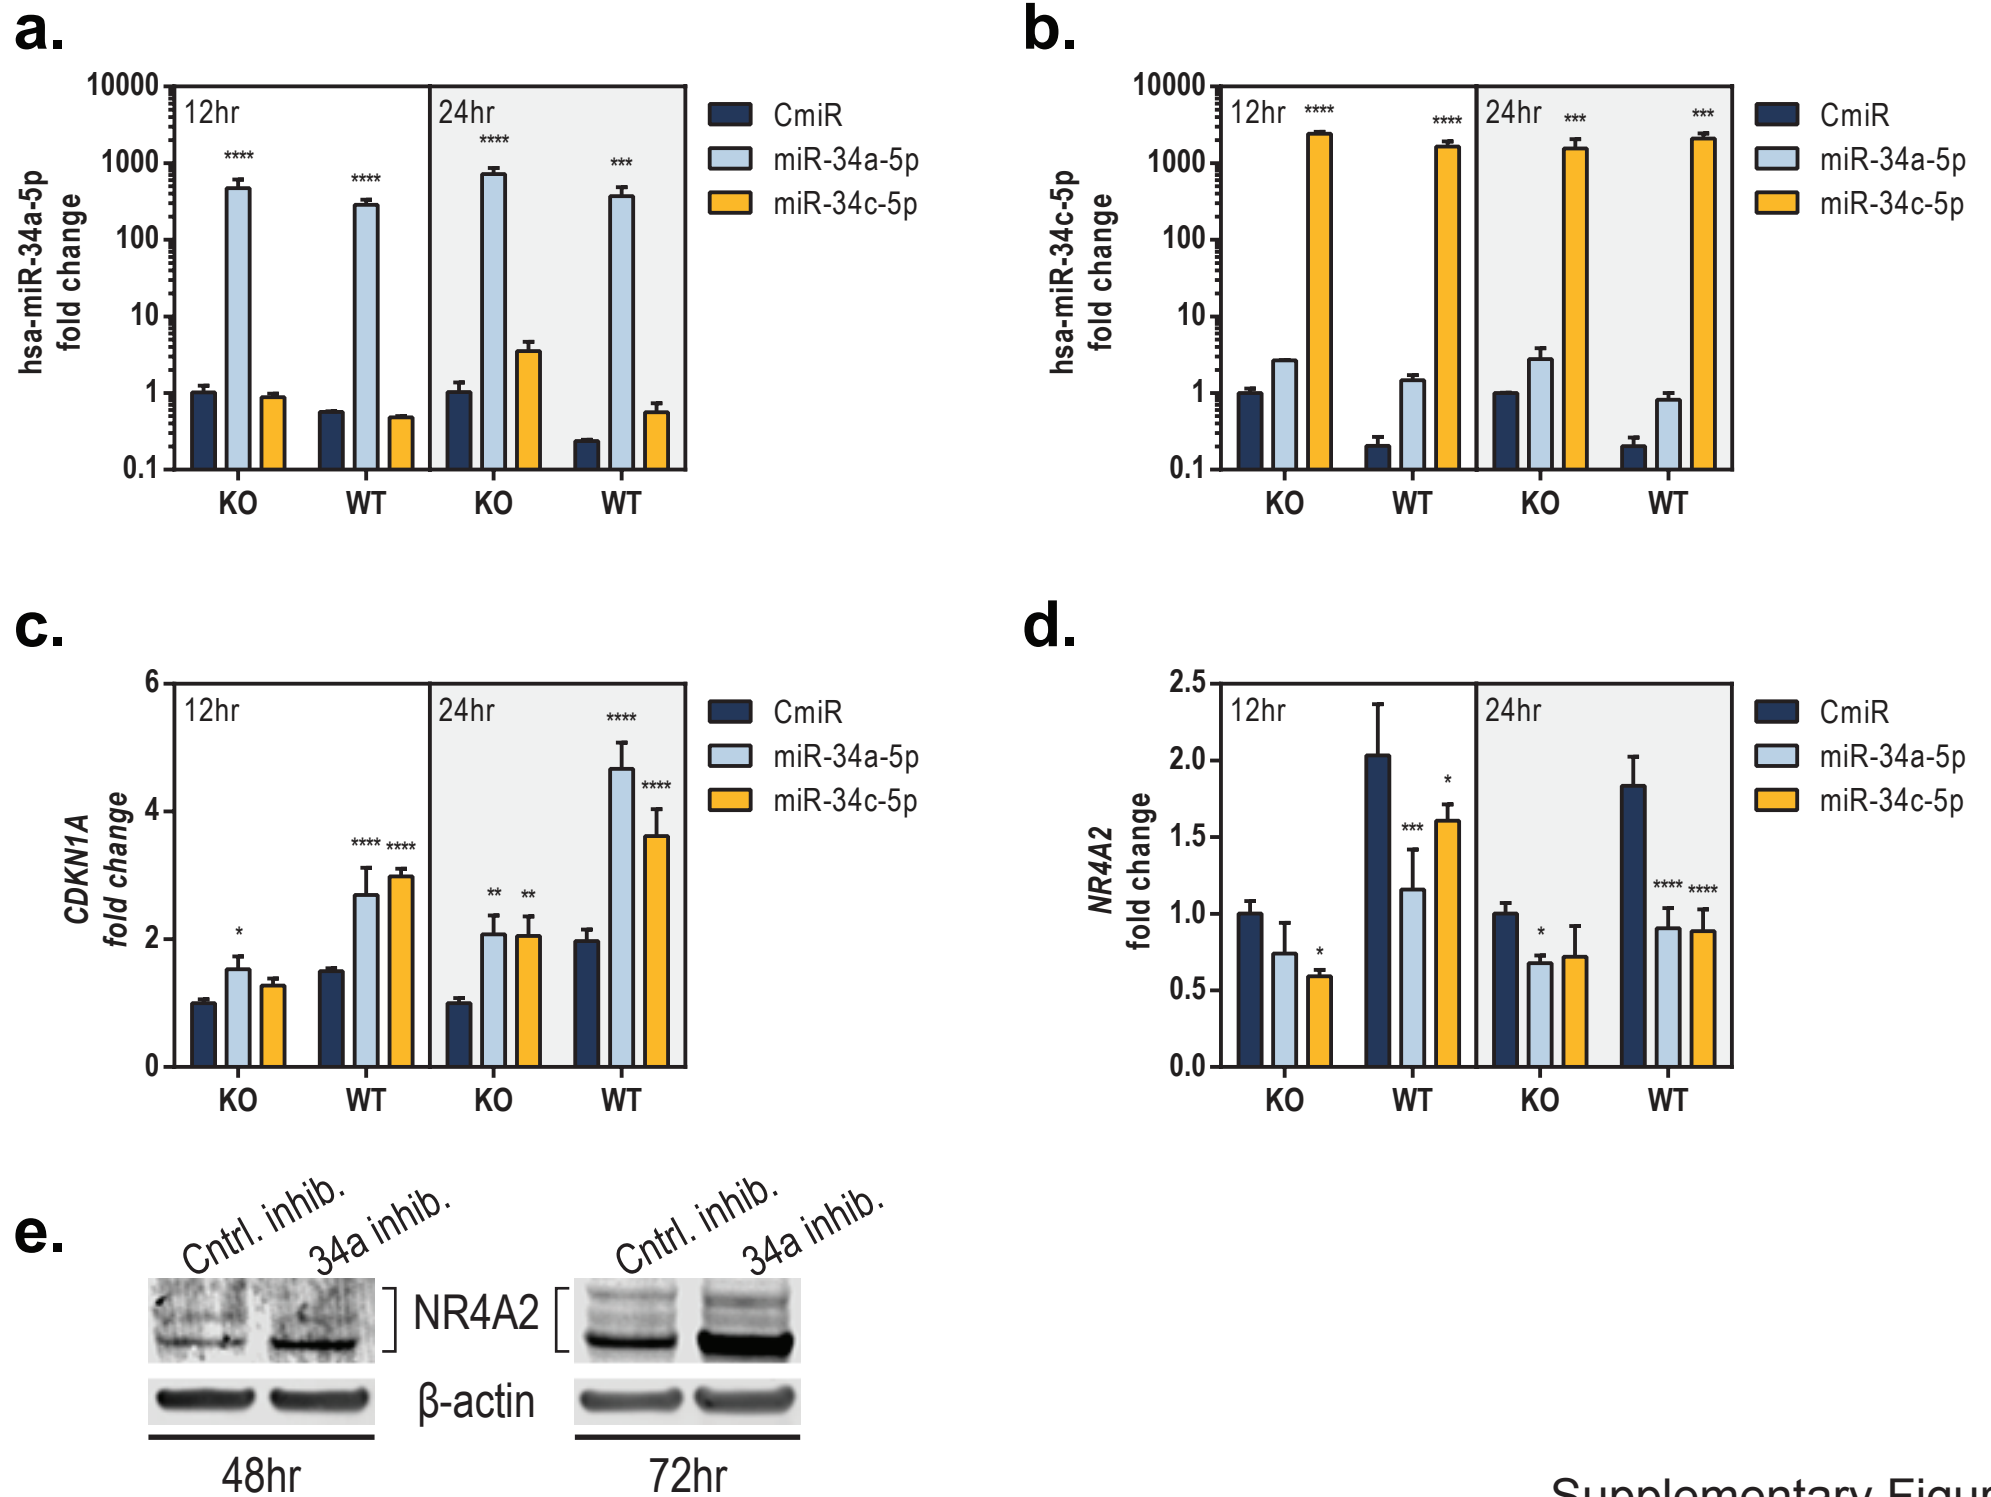 a.
hsa-miR-34a-5p
fold change
10000
1000
100
10
1
0.1
12hr
24hr
****
****
****
***
KO
WT
KO
WT
CmiR
miR-34a-5p
miR-34c-5p
b.
hsa-miR-34c-5p
fold change
10000
1000
100
10
1
0.1
12hr
24hr
****
****
***
***
KO
WT
KO
WT
CmiR
miR-34a-5p
miR-34c-5p
c.
CDKN1A
fold change
6
4
2
0
12hr
24hr
*
**** ****
** **
**** ****
KO
WT
KO
WT
CmiR
miR-34a-5p
miR-34c-5p
d.
NR4A2
fold change
2.5
2.0
1.5
1.0
0.5
0.0
12hr
24hr
*
*** *
*
**** ****
KO
WT
KO
WT
CmiR
miR-34a-5p
miR-34c-5p
e.
Cntrl. inhib.
34a inhib.
Cntrl. inhib.
34a inhib.
NR4A2
β-actin
48hr
72hr
Supplementary Figur